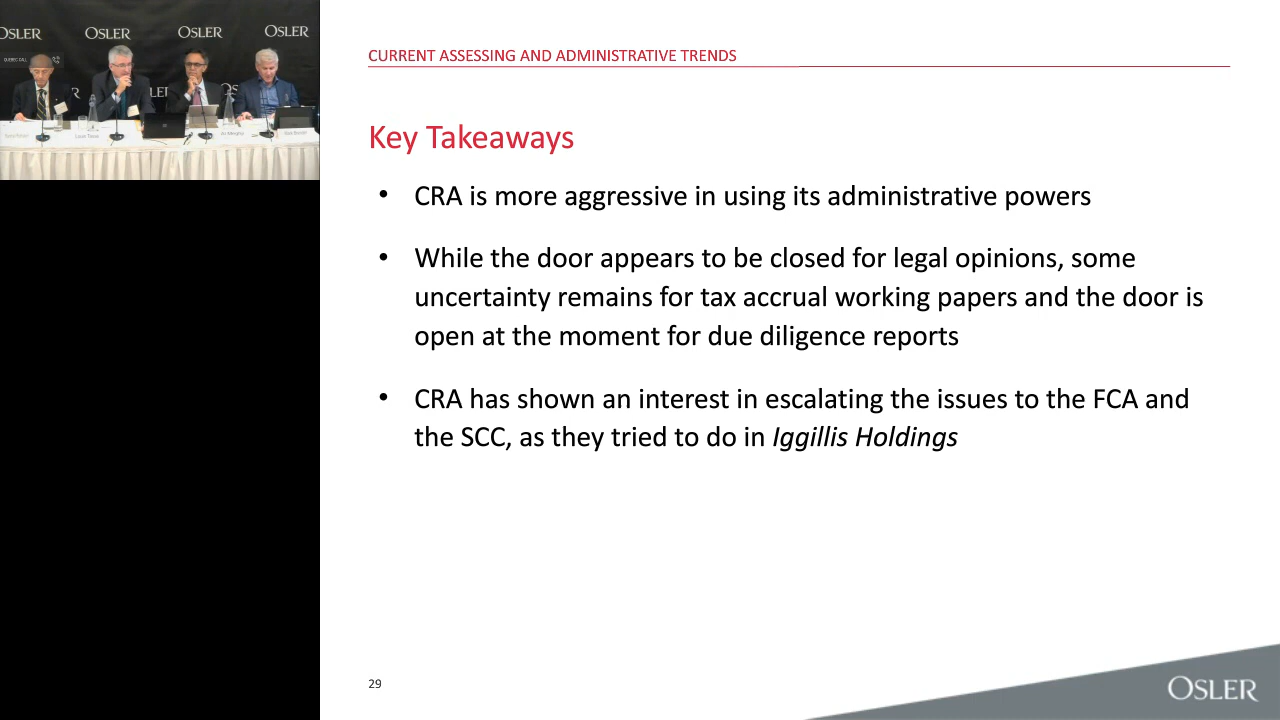 OSLER
OSLER
OSLER
OSLER
CURRENT ASSESSING AND ADMINISTRATIVE TRENDS
Key Takeaways
• CRA is more aggressive in using its administrative powers
• While the door appears to be closed for legal opinions, some
uncertainty remains for tax accrual working papers and the door is
open at the moment for due diligence reports
• CRA has shown an interest in escalating the issues to the FCA and
the SCC, as they tried to do in Iggillis Holdings
29
OSLER